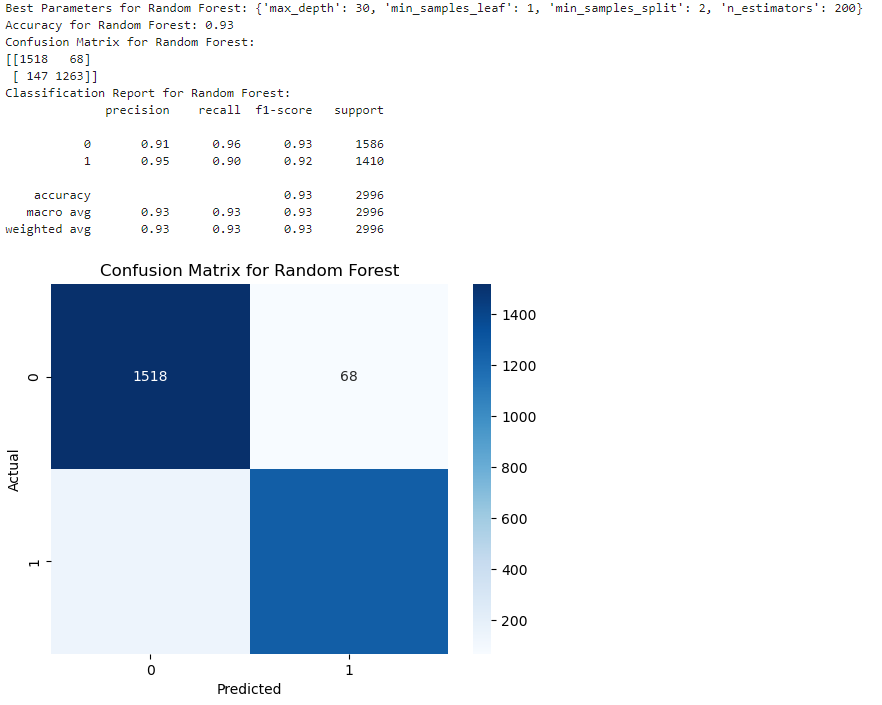 Best Parameters for Random Forest: {'max_depth': 30, 'min_samples_leaf': 1, 'min_samples_split': 2, 'n_estimators': 200}
Accuracy for Random Forest: 0.93
Confusion Matrix for Random Forest:
[[1518   68]
 [ 147 1263]]
Classification Report for Random Forest:
              precision    recall  f1-score   support

           0       0.91      0.96      0.93      1586
           1       0.95      0.90      0.92      1410

    accuracy                           0.93      2996
   macro avg       0.93      0.93      0.93      2996
weighted avg       0.93      0.93      0.93      2996

Confusion Matrix for Random Forest
1518
68
0
1
Actual
0
1
Predicted
1400
1200
1000
800
600
400
200